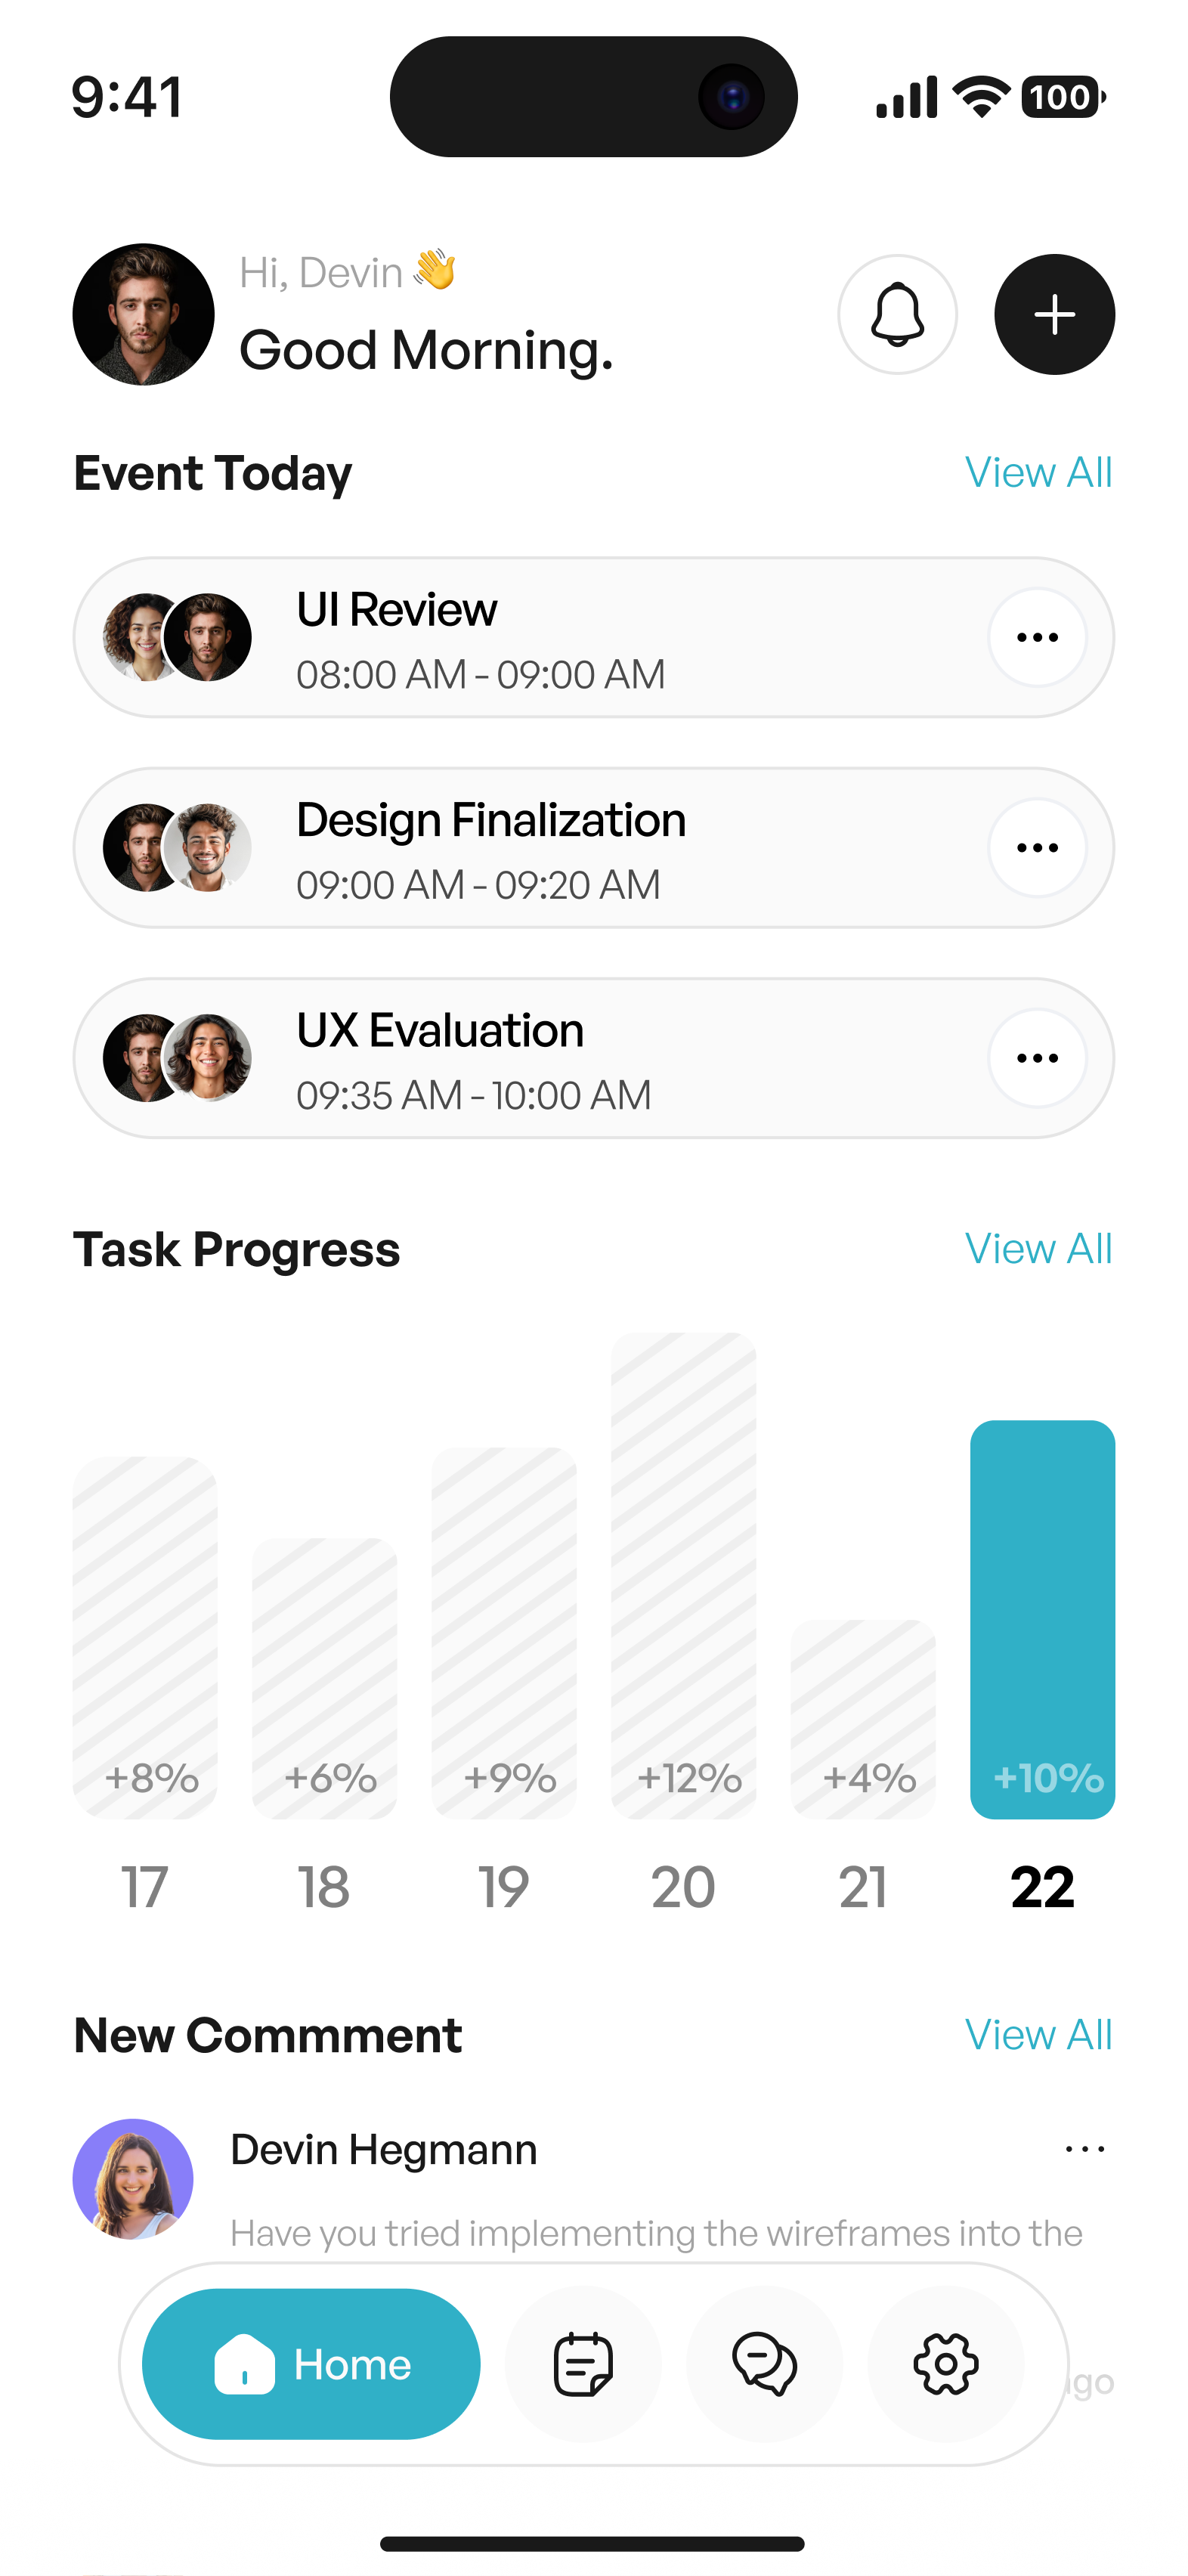 9:41
100
Hi, Devin 👋
Good Morning.
Event Today
View All
UI Review
08:00 AM - 09:00 AM
Design Finalization
09:00 AM - 09:20 AM
UX Evaluation
09:35 AM - 10:00 AM
Task Progress
View All
+8% +6% +9% +12% +4% +10%
17 18 19 20 21 22
New Commment
View All
Devin Hegmann
Have you tried implementing the wireframes into the
Home